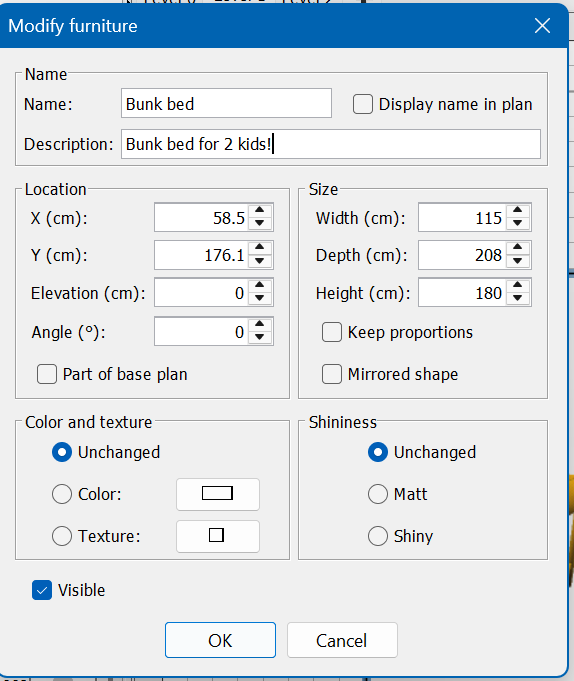 Modify furniture
Name
Name: Bunk bed Display name in plan
Description: Bunk bed for 2 kids!
Location Size
X (cm): 58.5 Width (cm): 115
Y (cm): 176.1 Depth (cm): 208
Elevation (cm): 0 Height (cm): 180
Angle (°): 0 Keep proportions
Part of base plan Mirrored shape
Color and texture Shininess
Unchanged Unchanged
Color: Matt
Texture: Shiny
Visible
OK Cancel